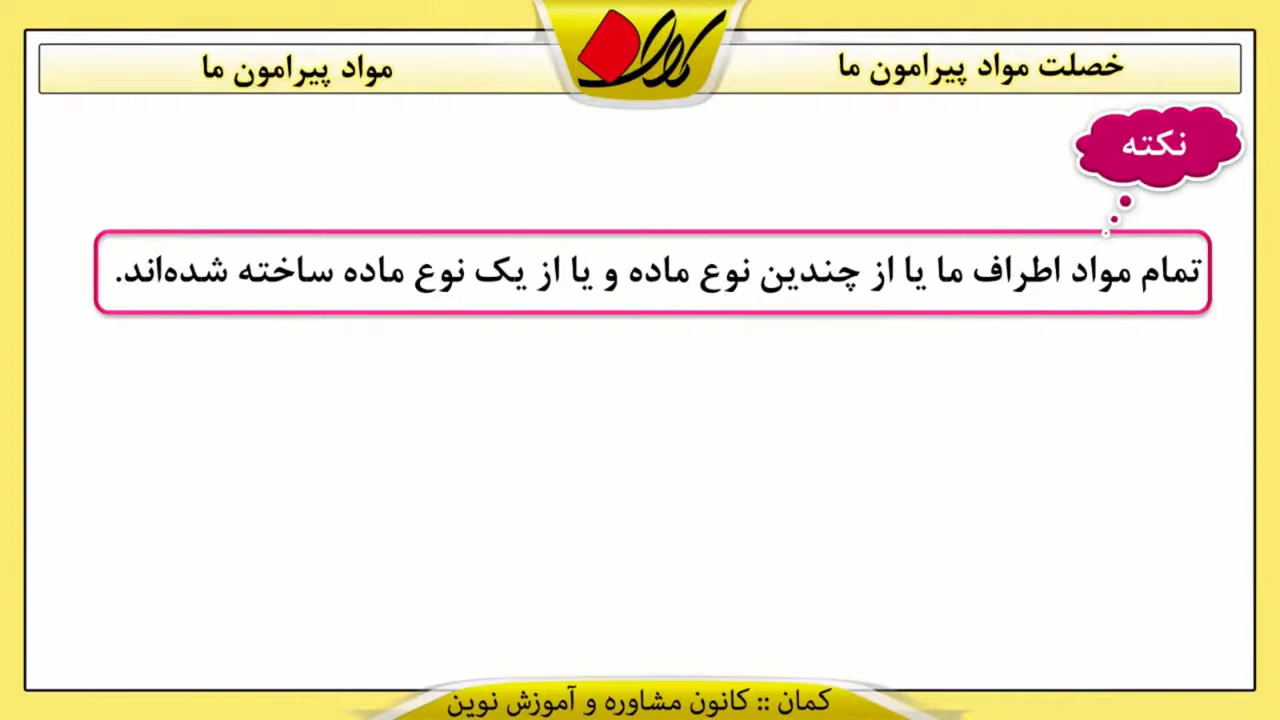 خصلت مواد پیرامون ما
مواد پیرامون ما
کمان
نکته
تمام مواد اطراف ما یا از چندین نوع ماده و یا از یک نوع ماده ساخته شده‌اند.
کمان :: کانون مشاوره و آموزش نوین